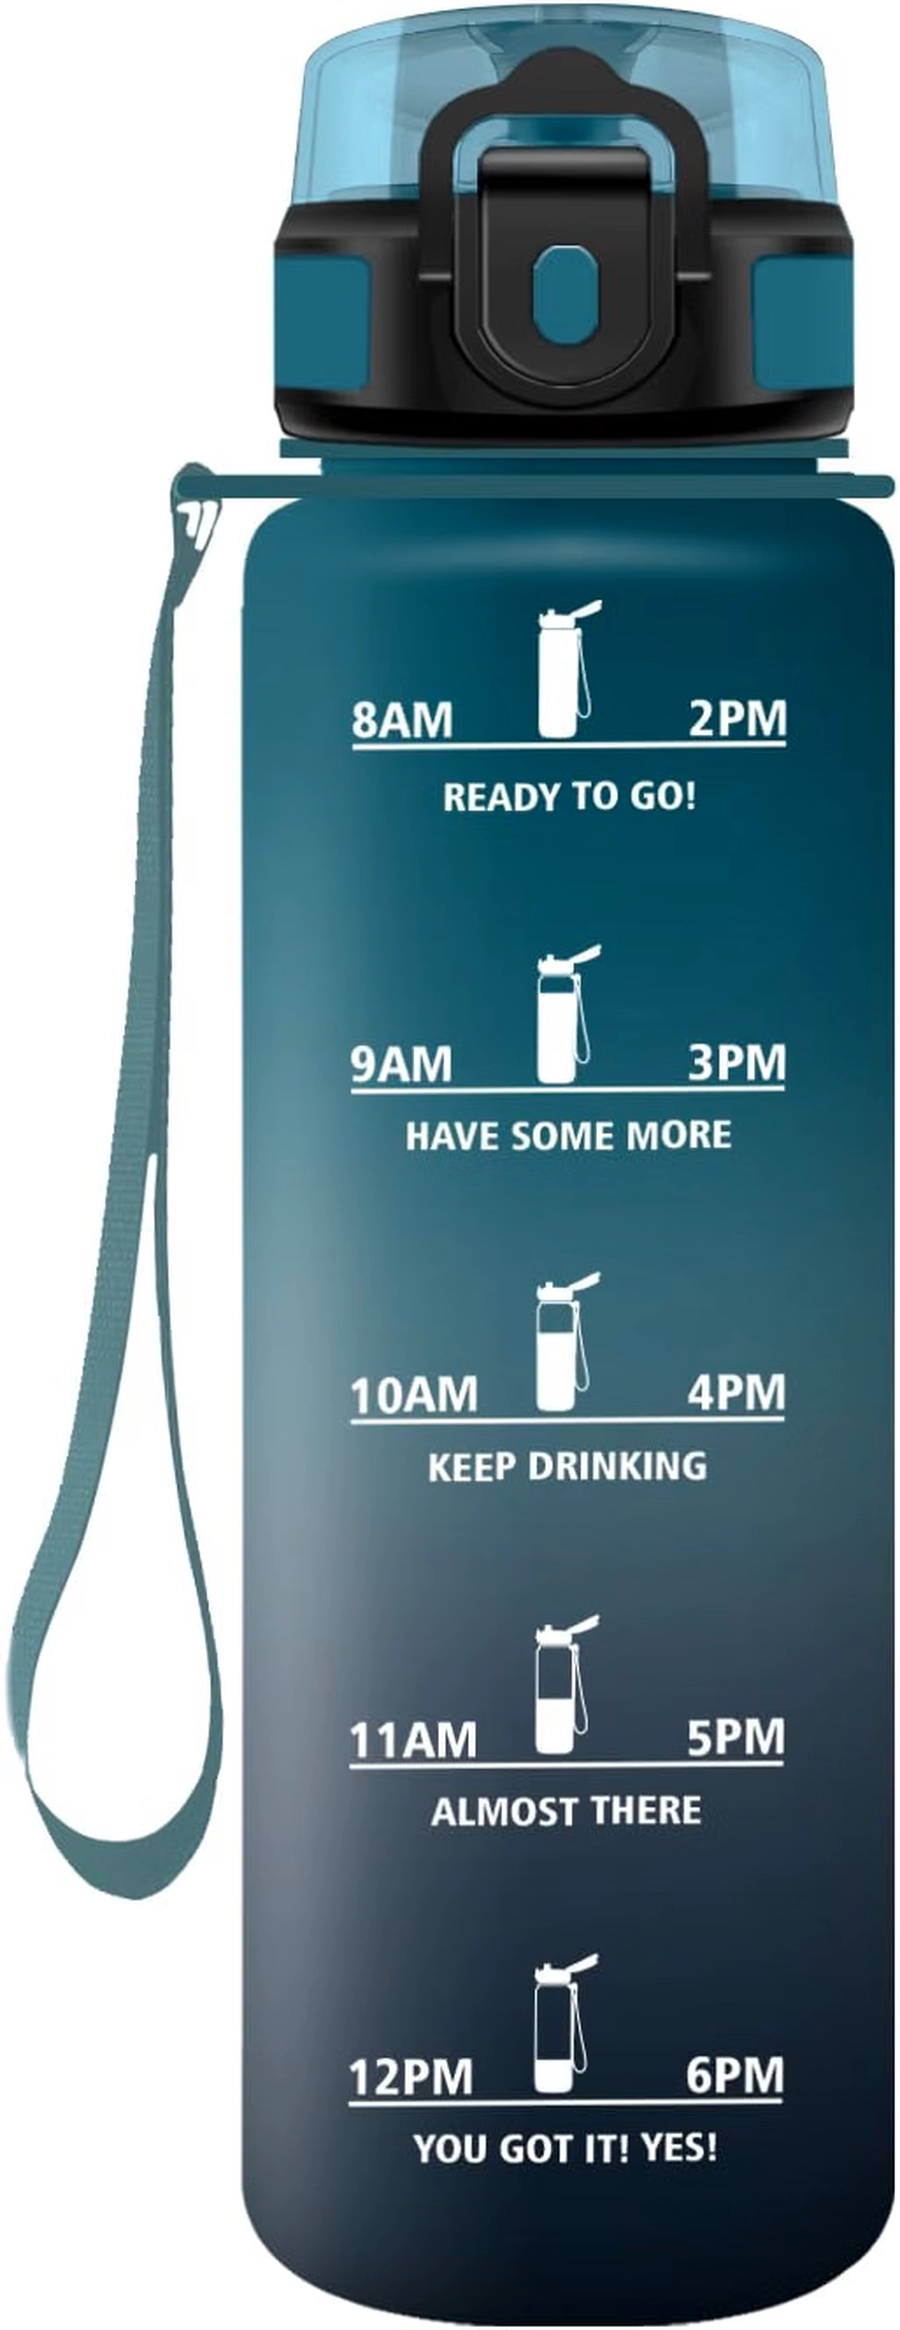 8AM 2PM
READY TO GO!
9AM 3PM
HAVE SOME MORE
10AM 4PM
KEEP DRINKING
11AM 5PM
ALMOST THERE
12PM 6PM
YOU GOT IT! YES!